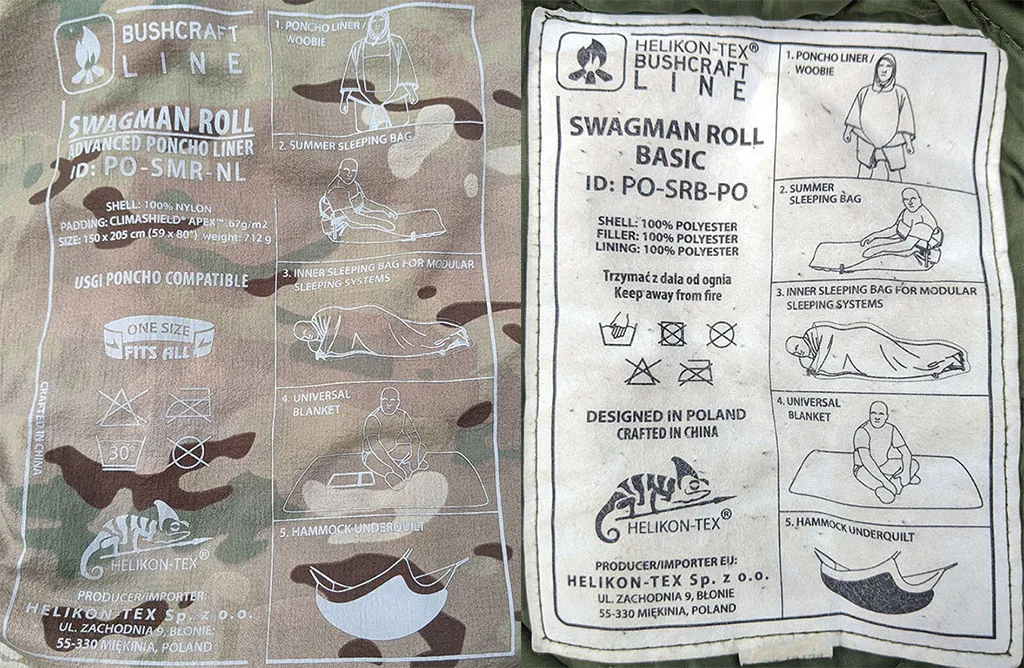 BUSHCRAFT
LINE
SWAGMAN ROLL
ADVANCED PONCHO LINER
ID: PO-SMR-NL
SHELL: 100% NYLON
PADDING: CLIMASHIELD® APEX™ 67g/m2
SIZE: 150 x 205 cm (59 x 80") weight: 712 g
USGI PONCHO COMPATIBLE
ONE SIZE
FITS ALL
30°
CRAFTED IN CHINA
HELIKON-TEX®
PRODUCER/IMPORTER:
HELIKON-TEX Sp. z o.o.
UL. ZACHODNIA 9, BŁONIE;
55-330 MIĘKINIA, POLAND
1. PONCHO LINER /
WOOBIE
2. SUMMER SLEEPING BAG
3. INNER SLEEPING BAG FOR MODULAR
SLEEPING SYSTEMS
4. UNIVERSAL
BLANKET
5. HAMMOCK UNDERQUILT
HELIKON-TEX®
BUSHCRAFT
LINE
SWAGMAN ROLL
BASIC
ID: PO-SRB-PO
SHELL: 100% POLYESTER
FILLER: 100% POLYESTER
LINING: 100% POLYESTER
Trzymać z dala od ognia
Keep away from fire
DESIGNED IN POLAND
CRAFTED IN CHINA
HELIKON-TEX®
PRODUCER/IMPORTER EU:
HELIKON-TEX Sp. z o.o.
UL. ZACHODNIA 9, BŁONIE
55-330 MIĘKINIA, POLAND
1. PONCHO LINER /
WOOBIE
2. SUMMER
SLEEPING BAG
3. INNER SLEEPING BAG FOR MODULAR
SLEEPING SYSTEMS
4. UNIVERSAL
BLANKET
5. HAMMOCK UNDERQUILT